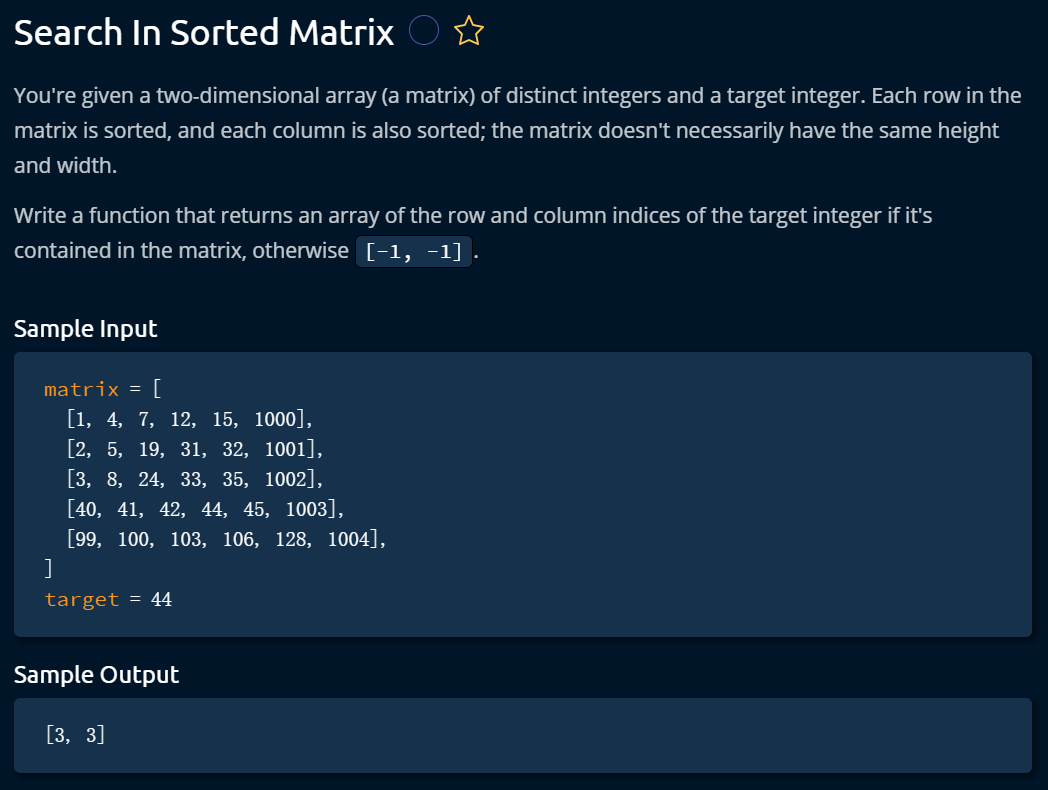 Search In Sorted Matrix
You're given a two-dimensional array (a matrix) of distinct integers and a target integer. Each row in the
matrix is sorted, and each column is also sorted; the matrix doesn't necessarily have the same height
and width.
Write a function that returns an array of the row and column indices of the target integer if it's
contained in the matrix, otherwise [-1, -1] .
Sample Input
matrix = [
  [1, 4, 7, 12, 15, 1000],
  [2, 5, 19, 31, 32, 1001],
  [3, 8, 24, 33, 35, 1002],
  [40, 41, 42, 44, 45, 1003],
  [99, 100, 103, 106, 128, 1004],
]
target = 44
Sample Output
[3, 3]